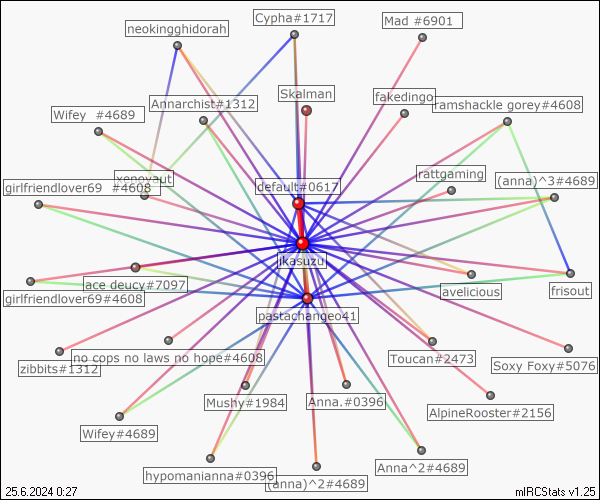 neokingghidorah
Cypha#1717
Mad #6901
Skalman
fakedingo
Annarchist#1312
ramshackle gorey#4608
Wifey #4689
xenovaut
rattgaming
girlfriendlover69 #4608
default#0617
(anna)^3#4689
jkasuzu
ace deucy#7097
avelicious
frisout
girlfriendlover69#4608
pastachangeo41
zibbits#1312
no cops no laws no hope#4608
Toucan#2473
Soxy Foxy#5076
Mushy#1984
Anna.#0396
AlpineRooster#2156
Wifey#4689
hypomanianna#0396
(anna)^2#4689
Anna^2#4689
25.6.2024 0:27
mIRCStats v1.25